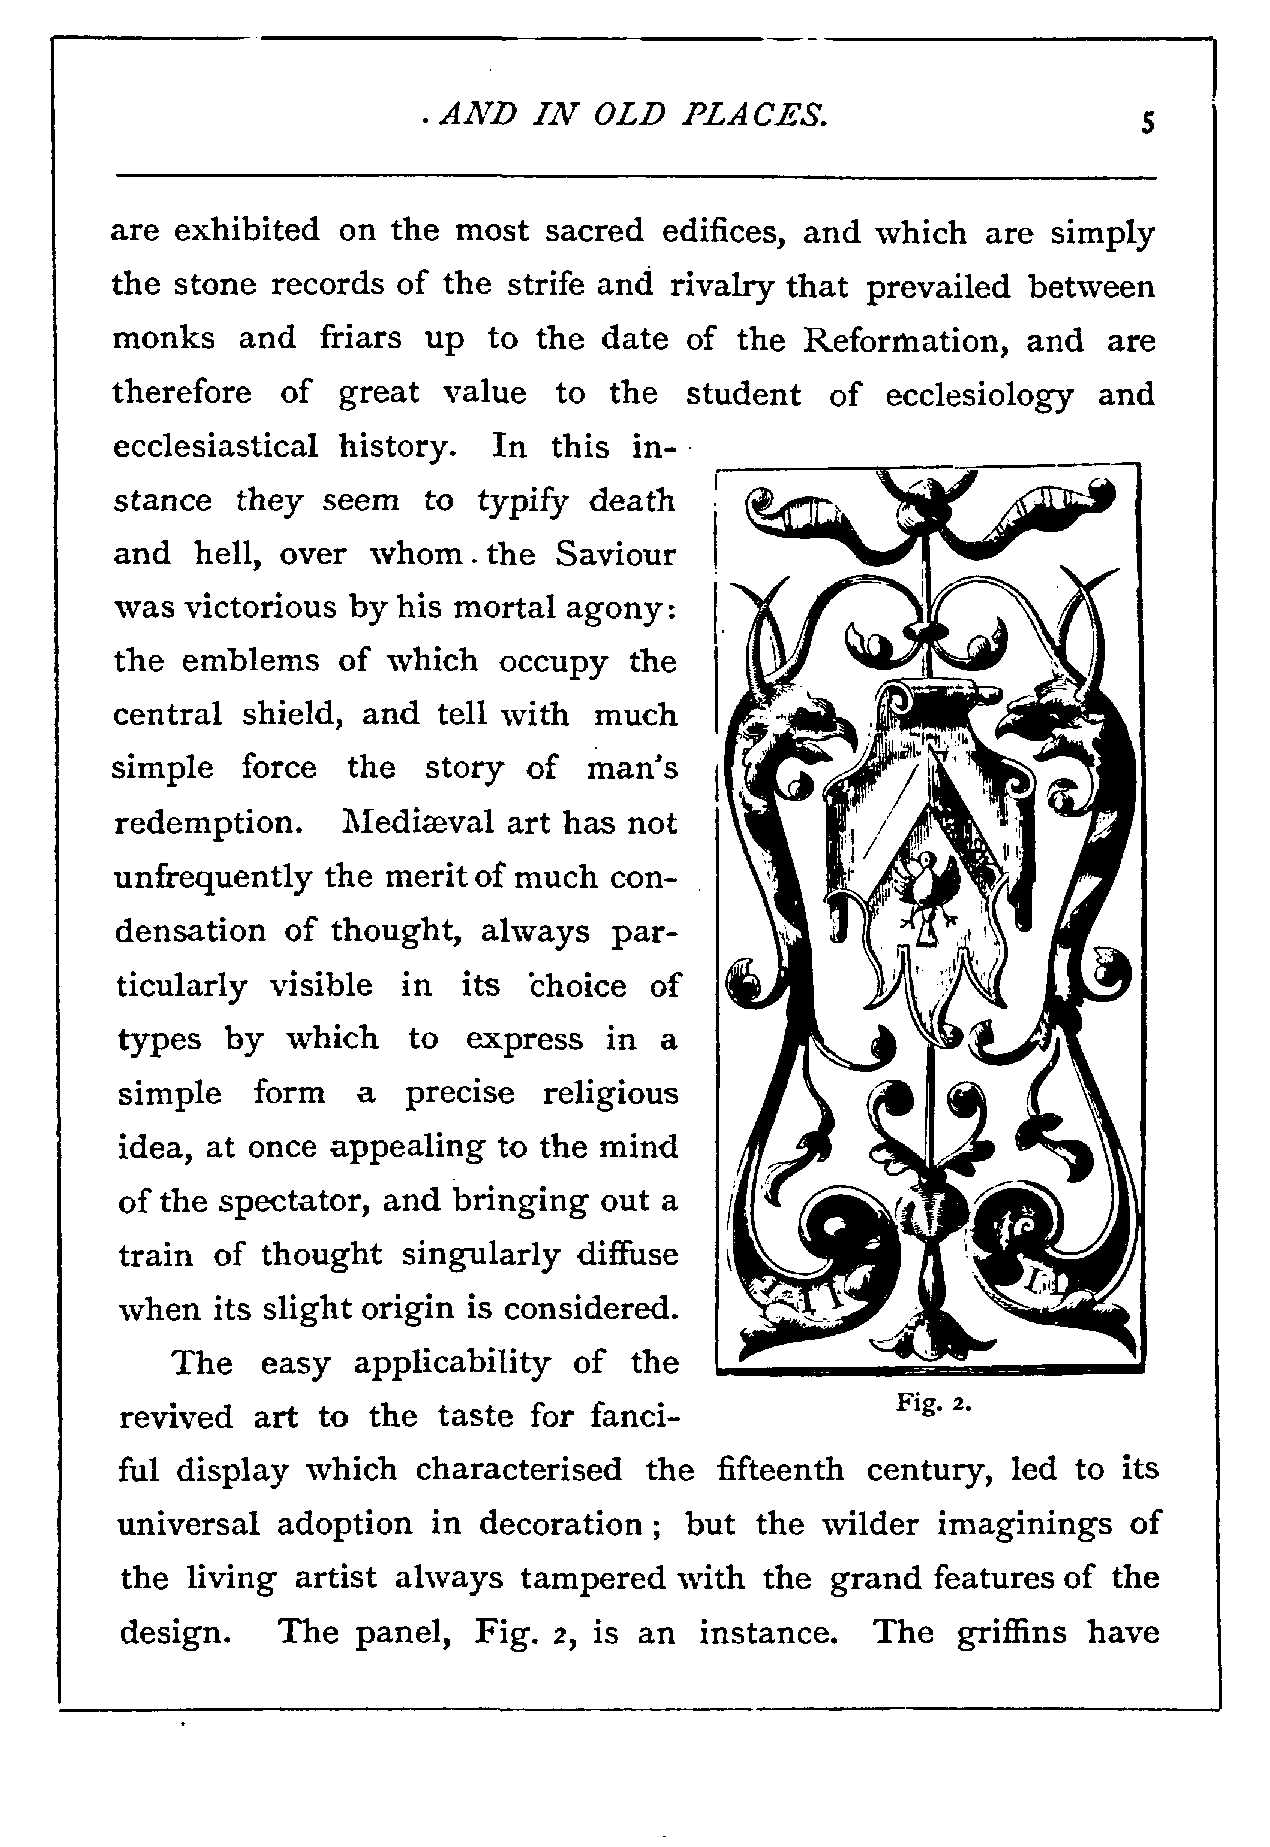 AND IN OLD PLACES.
5
are exhibited on the most sacred edifices, and which are simply
the stone records of the strife and rivalry that prevailed between
monks and friars up to the date of the Reformation, and are
therefore of great value to the student of ecclesiology and
ecclesiastical history. In this in-
stance they seem to typify death
and hell, over whom the Saviour
was victorious by his mortal agony:
the emblems of which occupy the
central shield, and tell with much
simple force the story of man's
redemption. Mediæval art has not
unfrequently the merit of much con-
densation of thought, always par-
ticularly visible in its choice of
types by which to express in a
simple form a precise religious
idea, at once appealing to the mind
of the spectator, and bringing out a
train of thought singularly diffuse
when its slight origin is considered.
The easy applicability of the
revived art to the taste for fanci-
Fig. 2.
ful display which characterised the fifteenth century, led to its
universal adoption in decoration; but the wilder imaginings of
the living artist always tampered with the grand features of the
design. The panel, Fig. 2, is an instance. The griffins have